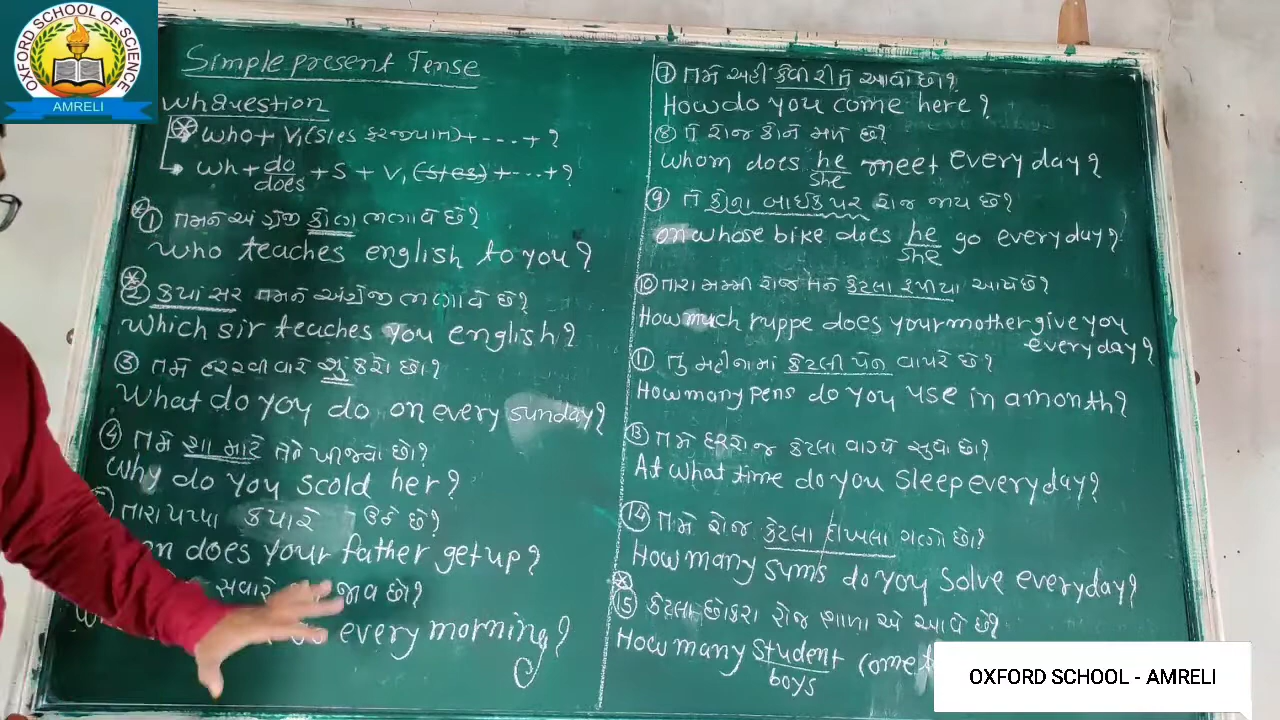 OXFORD SCHOOL OF SCIENCE
AMRELI
Simple present Tense
Wh Question
who + V1 (s/es ફરજીયાત) + ---- + ?
wh + do/does + S + V1 (s/es) + --- + ?
① તમને અંગ્રેજી કોણ ભણાવે છે?
who teaches english to you?
② કયા સર તમને અંગ્રેજી ભણાવે છે?
Which sir teaches you english?
③ તમે દર રવીવારે શું કરો છો?
What do you do on every sunday?
④ તમે શા માટે તેને ખીજાવો છો?
Why do you scold her?
તારા પપ્પા કયારે ઉઠે છે?
does your father get up?
સવારે જાવ છો?
every morning?
⑦ તમે અહીં કેવી રીતે આવો છો?
How do you come here?
⑧ તે રોજ કોને મળે છે?
Whom does he/she meet every day?
⑨ તે કોના બાઈક પર રોજ જાય છે?
on whose bike does he/she go every day?
⑩ તારા મમ્મી રોજ તને કેટલા રૂપીયા આપે છે?
How much ruppe does your mother give you
every day?
⑪ તું મહીનામાં કેટલી પેન વાપરે છે?
How many pens do you use in a month?
⑬ તમે દરરોજ કેટલા વાગ્યે સુવો છો?
At what time do you sleep every day?
⑭ તમે રોજ કેટલા દાખલા ગણો છો?
How many sums do you solve every day?
⑮ કેટલા છોકરા રોજ શાળા એ આવે છે?
How many student/boys come
OXFORD SCHOOL - AMRELI